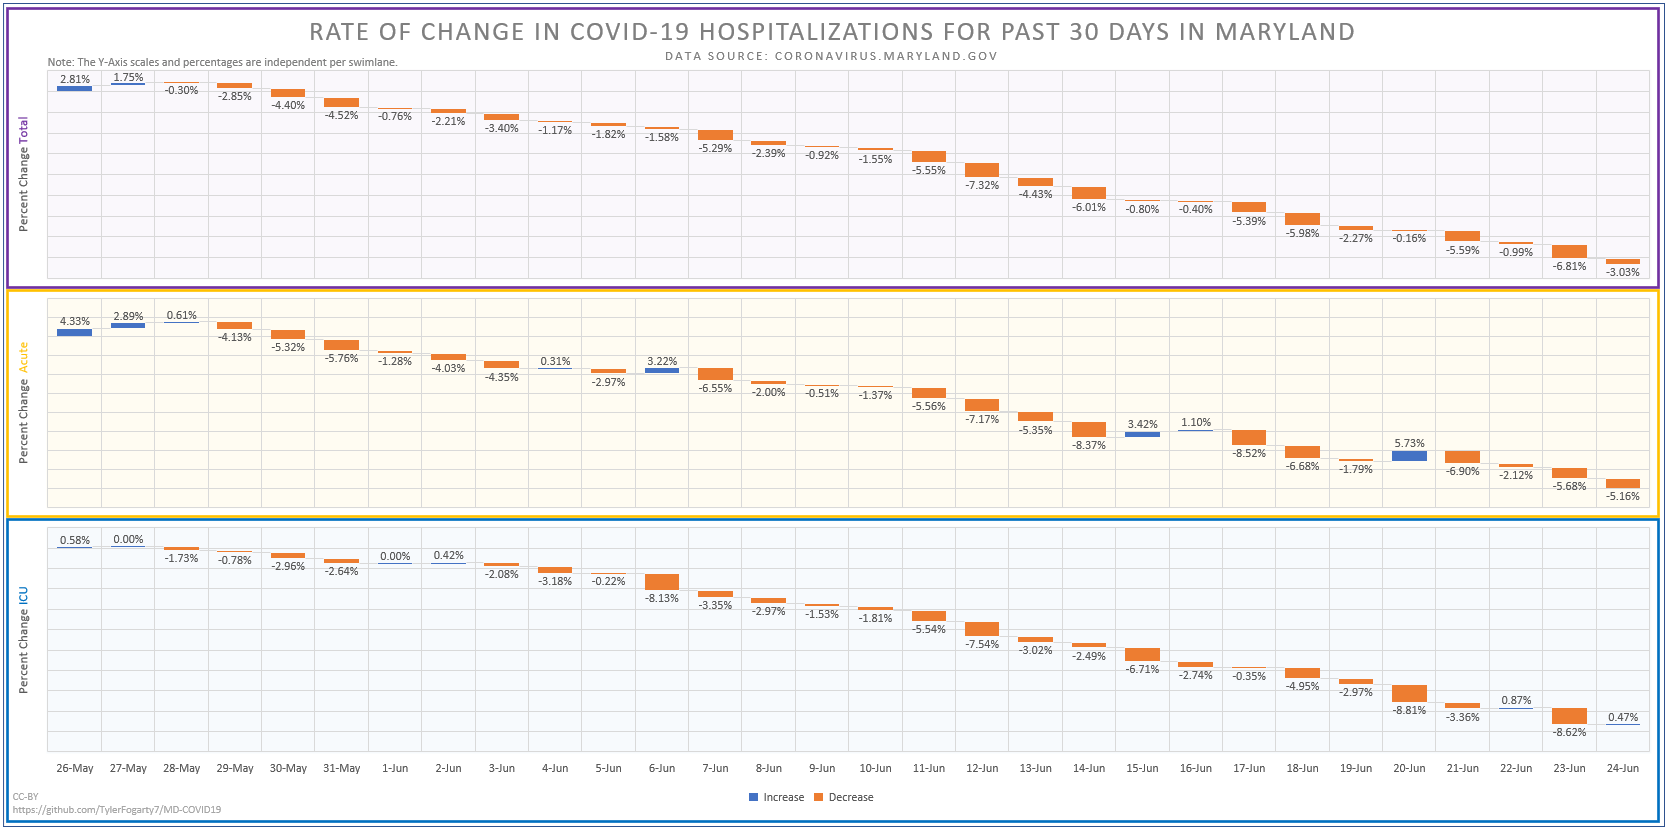 RATE OF CHANGE IN COVID-19 HOSPITALIZATIONS FOR PAST 30 DAYS IN MARYLAND
DATA SOURCE: CORONAVIRUS.MARYLAND.GOV
Note: The Y-Axis scales and percentages are independent per swimlane.
Percent Change Total
2.81% 1.75% -0.30% -2.85% -4.40% -4.52% -0.76% -2.21% -3.40% -1.17% -1.82% -1.58% -5.29% -2.39% -0.92% -1.55% -5.55% -7.32% -4.43% -6.01% -0.80% -0.40% -5.39% -5.98% -2.27% -0.16% -5.59% -0.99% -6.81% -3.03%
Percent Change Acute
4.33% 2.89% 0.61% -4.13% -5.32% -5.76% -1.28% -4.03% -4.35% 0.31% -2.97% 3.22% -6.55% -2.00% -0.51% -1.37% -5.56% -7.17% -5.35% -8.37% 3.42% 1.10% -8.52% -6.68% -1.79% 5.73% -6.90% -2.12% -5.68% -5.16%
Percent Change ICU
0.58% 0.00% -1.73% -0.78% -2.96% -2.64% 0.00% 0.42% -2.08% -3.18% -0.22% -8.13% -3.35% -2.97% -1.53% -1.81% -5.54% -7.54% -3.02% -2.49% -6.71% -2.74% -0.35% -4.95% -2.97% -8.81% -3.36% 0.87% -8.62% 0.47%
26-May 27-May 28-May 29-May 30-May 31-May 1-Jun 2-Jun 3-Jun 4-Jun 5-Jun 6-Jun 7-Jun 8-Jun 9-Jun 10-Jun 11-Jun 12-Jun 13-Jun 14-Jun 15-Jun 16-Jun 17-Jun 18-Jun 19-Jun 20-Jun 21-Jun 22-Jun 23-Jun 24-Jun
Increase Decrease
CC-BY
https://github.com/TylerFogarty7/MD-COVID19